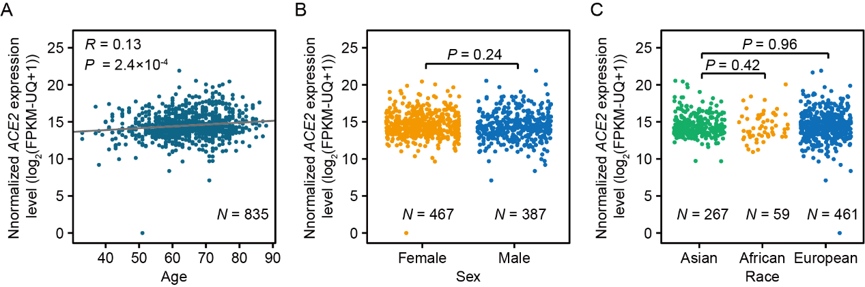 A
Nnormalized ACE2 expression
level (log2(FPKM-UQ+1))
R = 0.13
P = 2.4×10-4
25
20
15
10
5
0
N = 835
30 40 50 60 70 80 90
Age
B
Nnormalized ACE2 expression
level (log2(FPKM-UQ+1))
P = 0.24
25
20
15
10
5
0
N = 467 N = 387
Female Male
Sex
C
Nnormalized ACE2 expression
level (log2(FPKM-UQ+1))
P = 0.96
P = 0.42
25
20
15
10
5
0
N = 267 N = 59 N = 461
Asian African European
Race